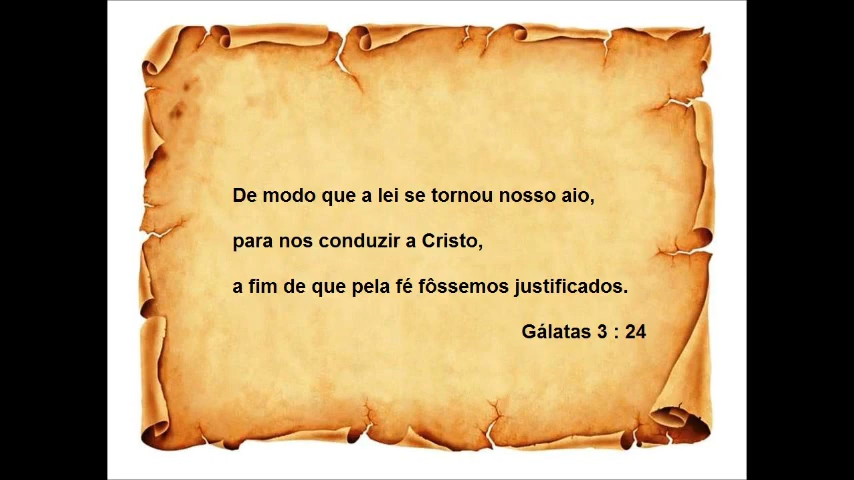 De modo que a lei se tornou nosso aio,
para nos conduzir a Cristo,
a fim de que pela fé fôssemos justificados.
Gálatas 3 : 24